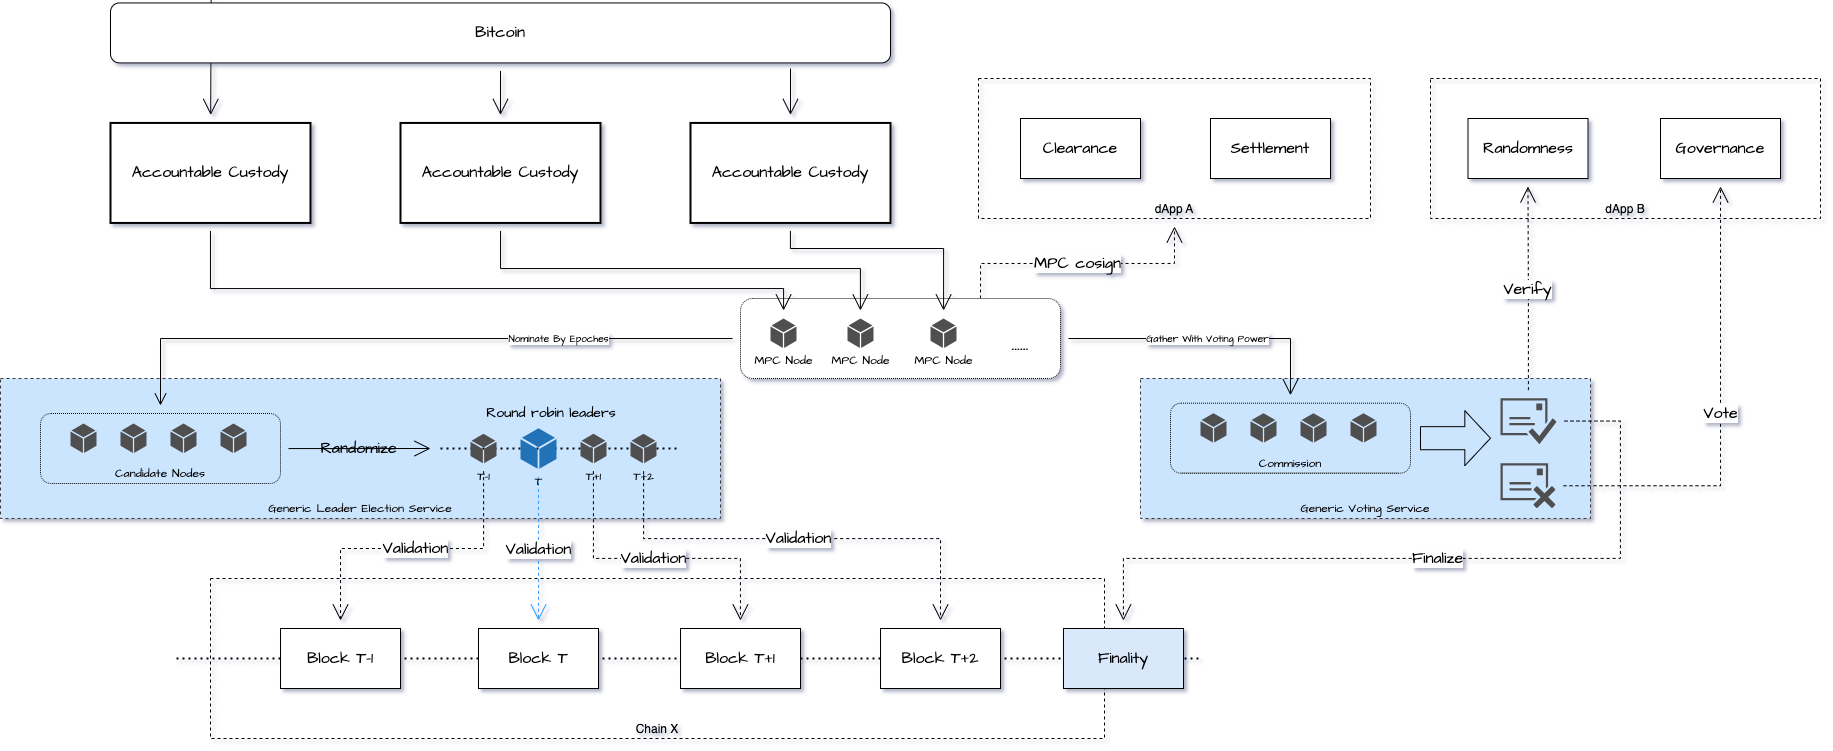 Bitcoin
Accountable Custody
Accountable Custody
Accountable Custody
Clearance
Settlement
dApp A
Randomness
Governance
dApp B
MPC cosign
Verify
Nominate By Epoches
MPC Node
MPC Node
MPC Node
......
Gather With Voting Power
Vote
Candidate Nodes
Randomize
Round robin leaders
T-1
T
T+1
T+2
Generic Leader Election Service
Commission
Generic Voting Service
Validation
Validation
Validation
Validation
Finalize
Block T-1
Block T
Block T+1
Block T+2
Finality
Chain X